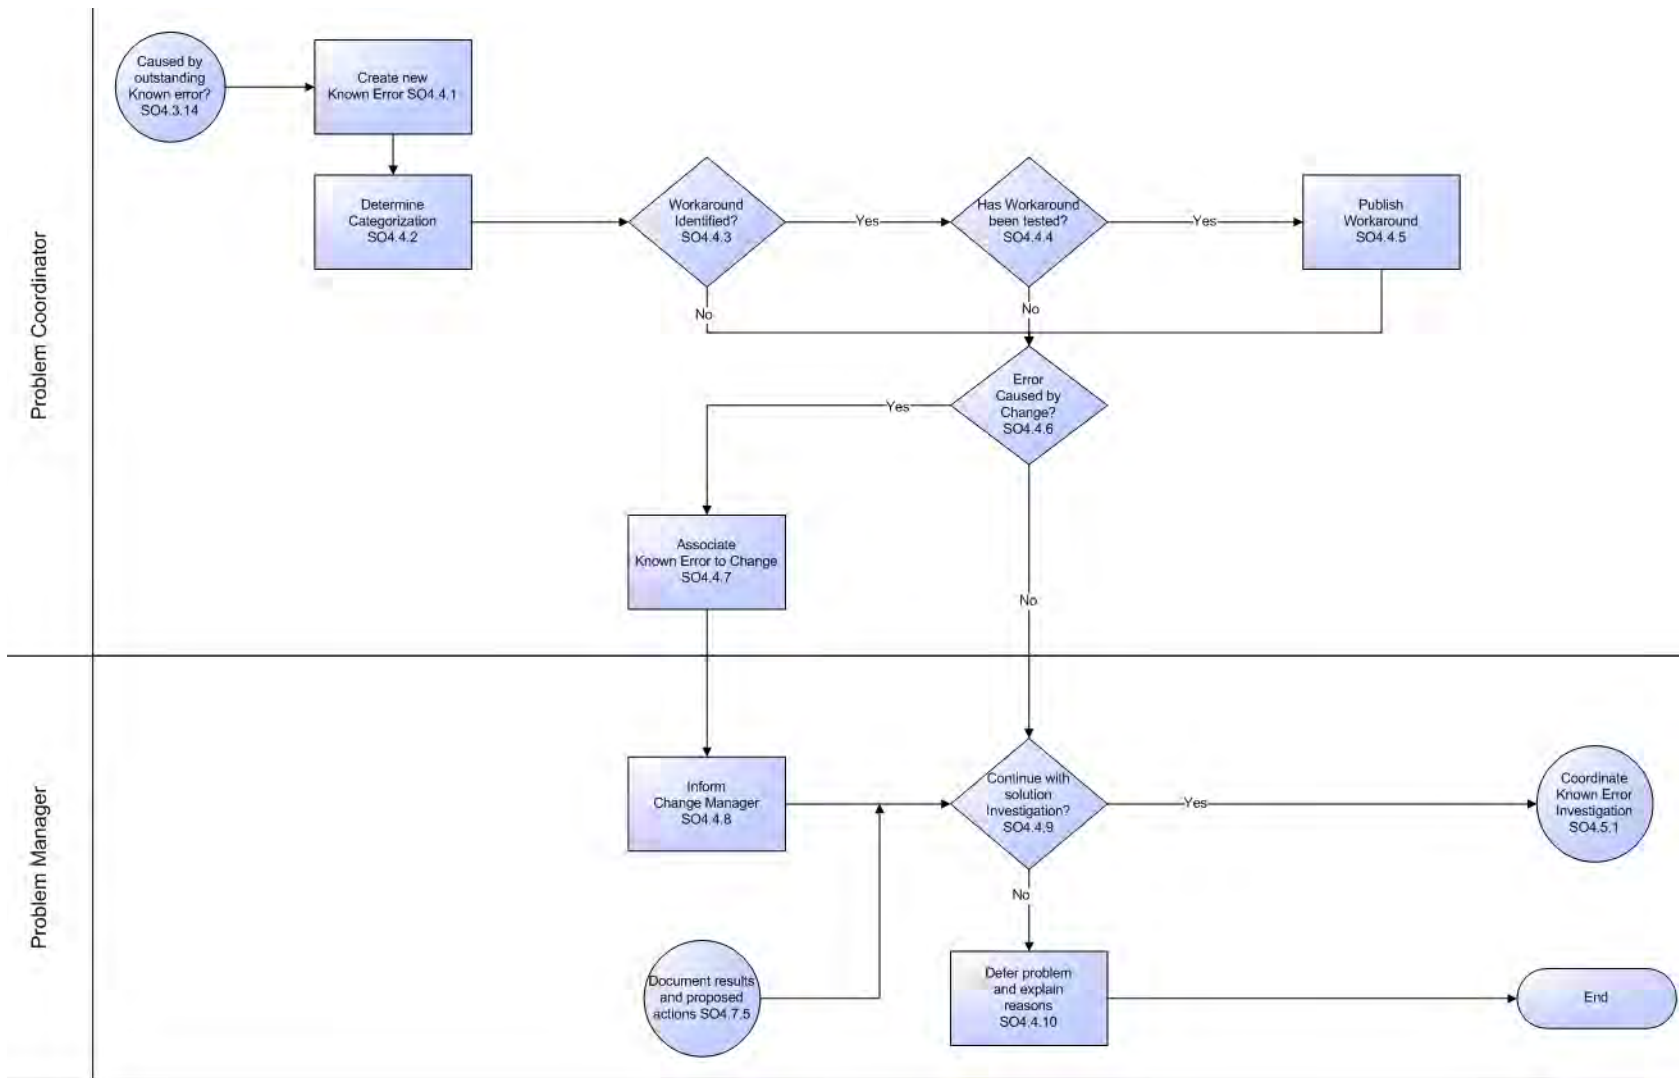 Problem Coordinator
Caused by
outstanding
Known error?
SO4.3.14
Create new
Known Error SO4.4.1
Determine
Categorization
SO4.4.2
Workaround
Identified?
SO4.4.3
Yes
No
Has Workaround
been tested?
SO4.4.4
Yes
No
Publish
Workaround
SO4.4.5
Error
Caused by
Change?
SO4.4.6
Yes
No
Associate
Known Error to Change
SO4.4.7
Problem Manager
Inform
Change Manager
SO4.4.8
Continue with
solution
Investigation?
SO4.4.9
Yes
No
Coordinate
Known Error
Investigation
SO4.5.1
Document results
and proposed
actions SO4.7.5
Defer problem
and explain
reasons
SO4.4.10
End